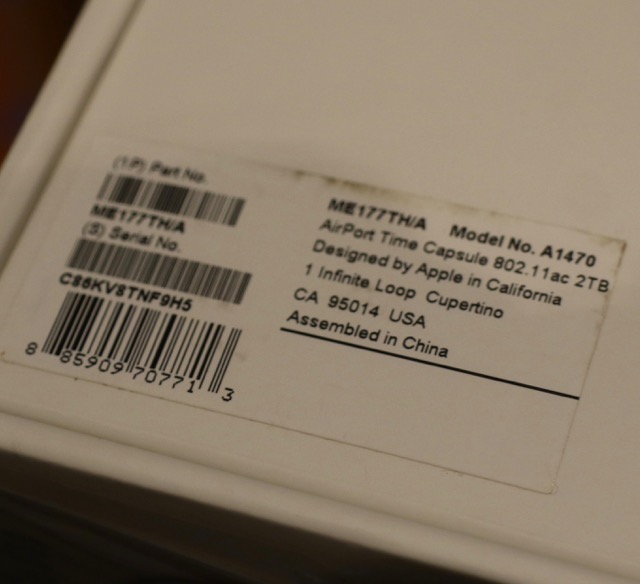 (1P) Part No.
ME177TH/A
(S) Serial No.
C86KV8TNF9H5
8 85909 70771 3
ME177TH/A Model No. A1470
AirPort Time Capsule 802.11ac 2TB
Designed by Apple in California
1 Infinite Loop Cupertino
CA 95014 USA
Assembled in China